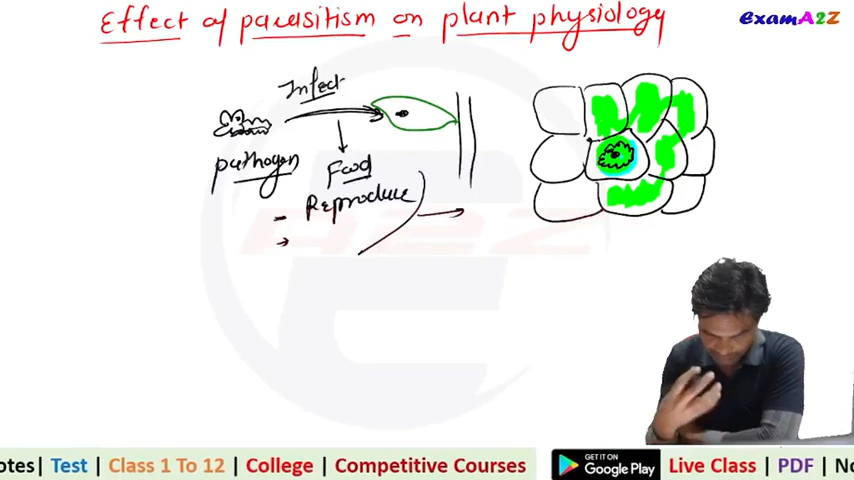 Effect of parasitism on plant physiology
ExamA2Z
Infect
pathogen
Food
Reproduce
A2Z
otes| Test | Class 1 To 12 | College | Competitive Courses
GET IT ON
Google Play
Live Class | PDF | No